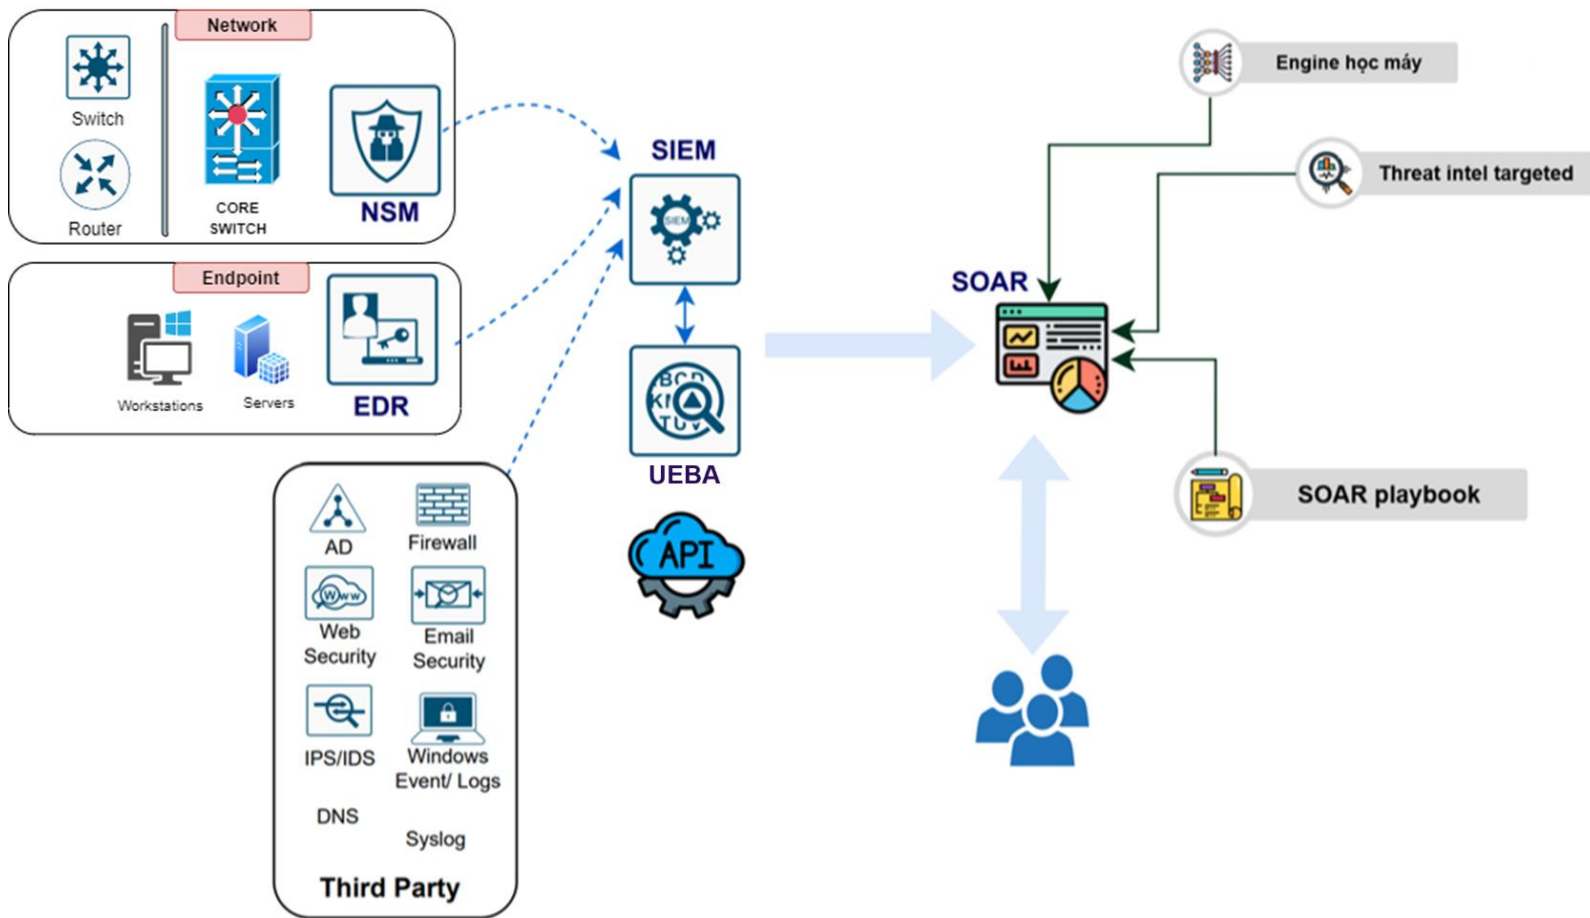 Network
Switch
Router
CORE
SWITCH
NSM
Endpoint
Workstations
Servers
EDR
AD
Firewall
Www
Web
Security
Email
Security
IPS/IDS
Windows
Event/ Logs
DNS
Syslog
Third Party
SIEM
SIEM
UEBA
API
SOAR
Engine học máy
Threat intel targeted
SOAR playbook